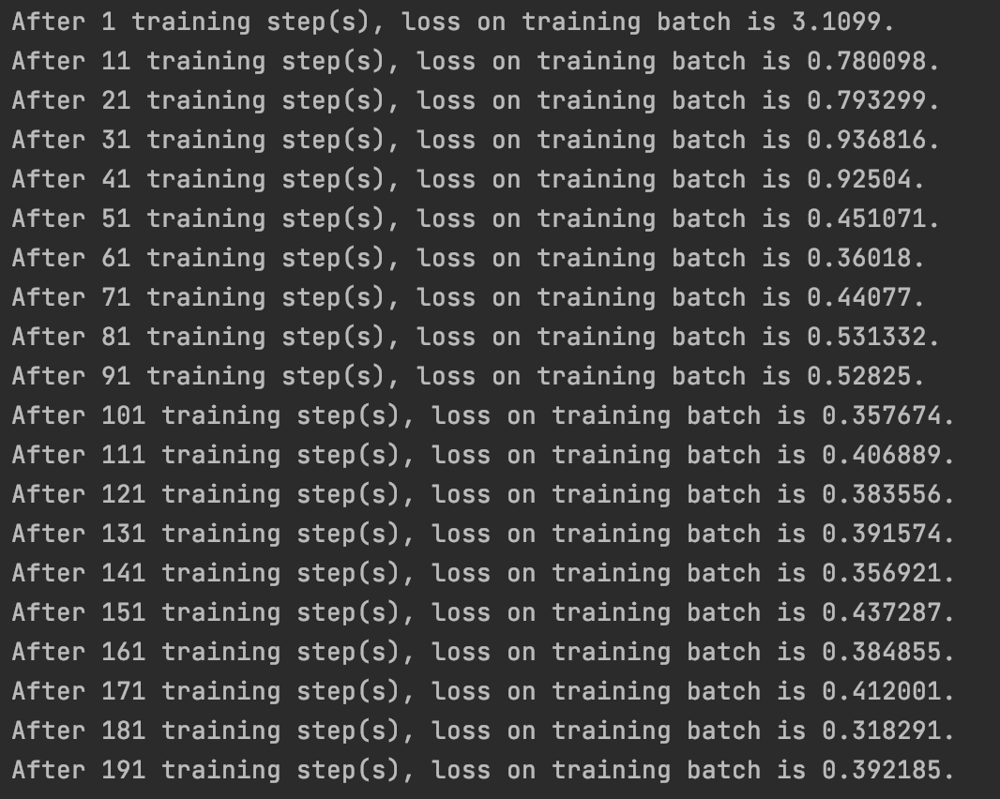 After 1 training step(s), loss on training batch is 3.1099.
After 11 training step(s), loss on training batch is 0.780098.
After 21 training step(s), loss on training batch is 0.793299.
After 31 training step(s), loss on training batch is 0.936816.
After 41 training step(s), loss on training batch is 0.92504.
After 51 training step(s), loss on training batch is 0.451071.
After 61 training step(s), loss on training batch is 0.36018.
After 71 training step(s), loss on training batch is 0.44077.
After 81 training step(s), loss on training batch is 0.531332.
After 91 training step(s), loss on training batch is 0.52825.
After 101 training step(s), loss on training batch is 0.357674.
After 111 training step(s), loss on training batch is 0.406889.
After 121 training step(s), loss on training batch is 0.383556.
After 131 training step(s), loss on training batch is 0.391574.
After 141 training step(s), loss on training batch is 0.356921.
After 151 training step(s), loss on training batch is 0.437287.
After 161 training step(s), loss on training batch is 0.384855.
After 171 training step(s), loss on training batch is 0.412001.
After 181 training step(s), loss on training batch is 0.318291.
After 191 training step(s), loss on training batch is 0.392185.